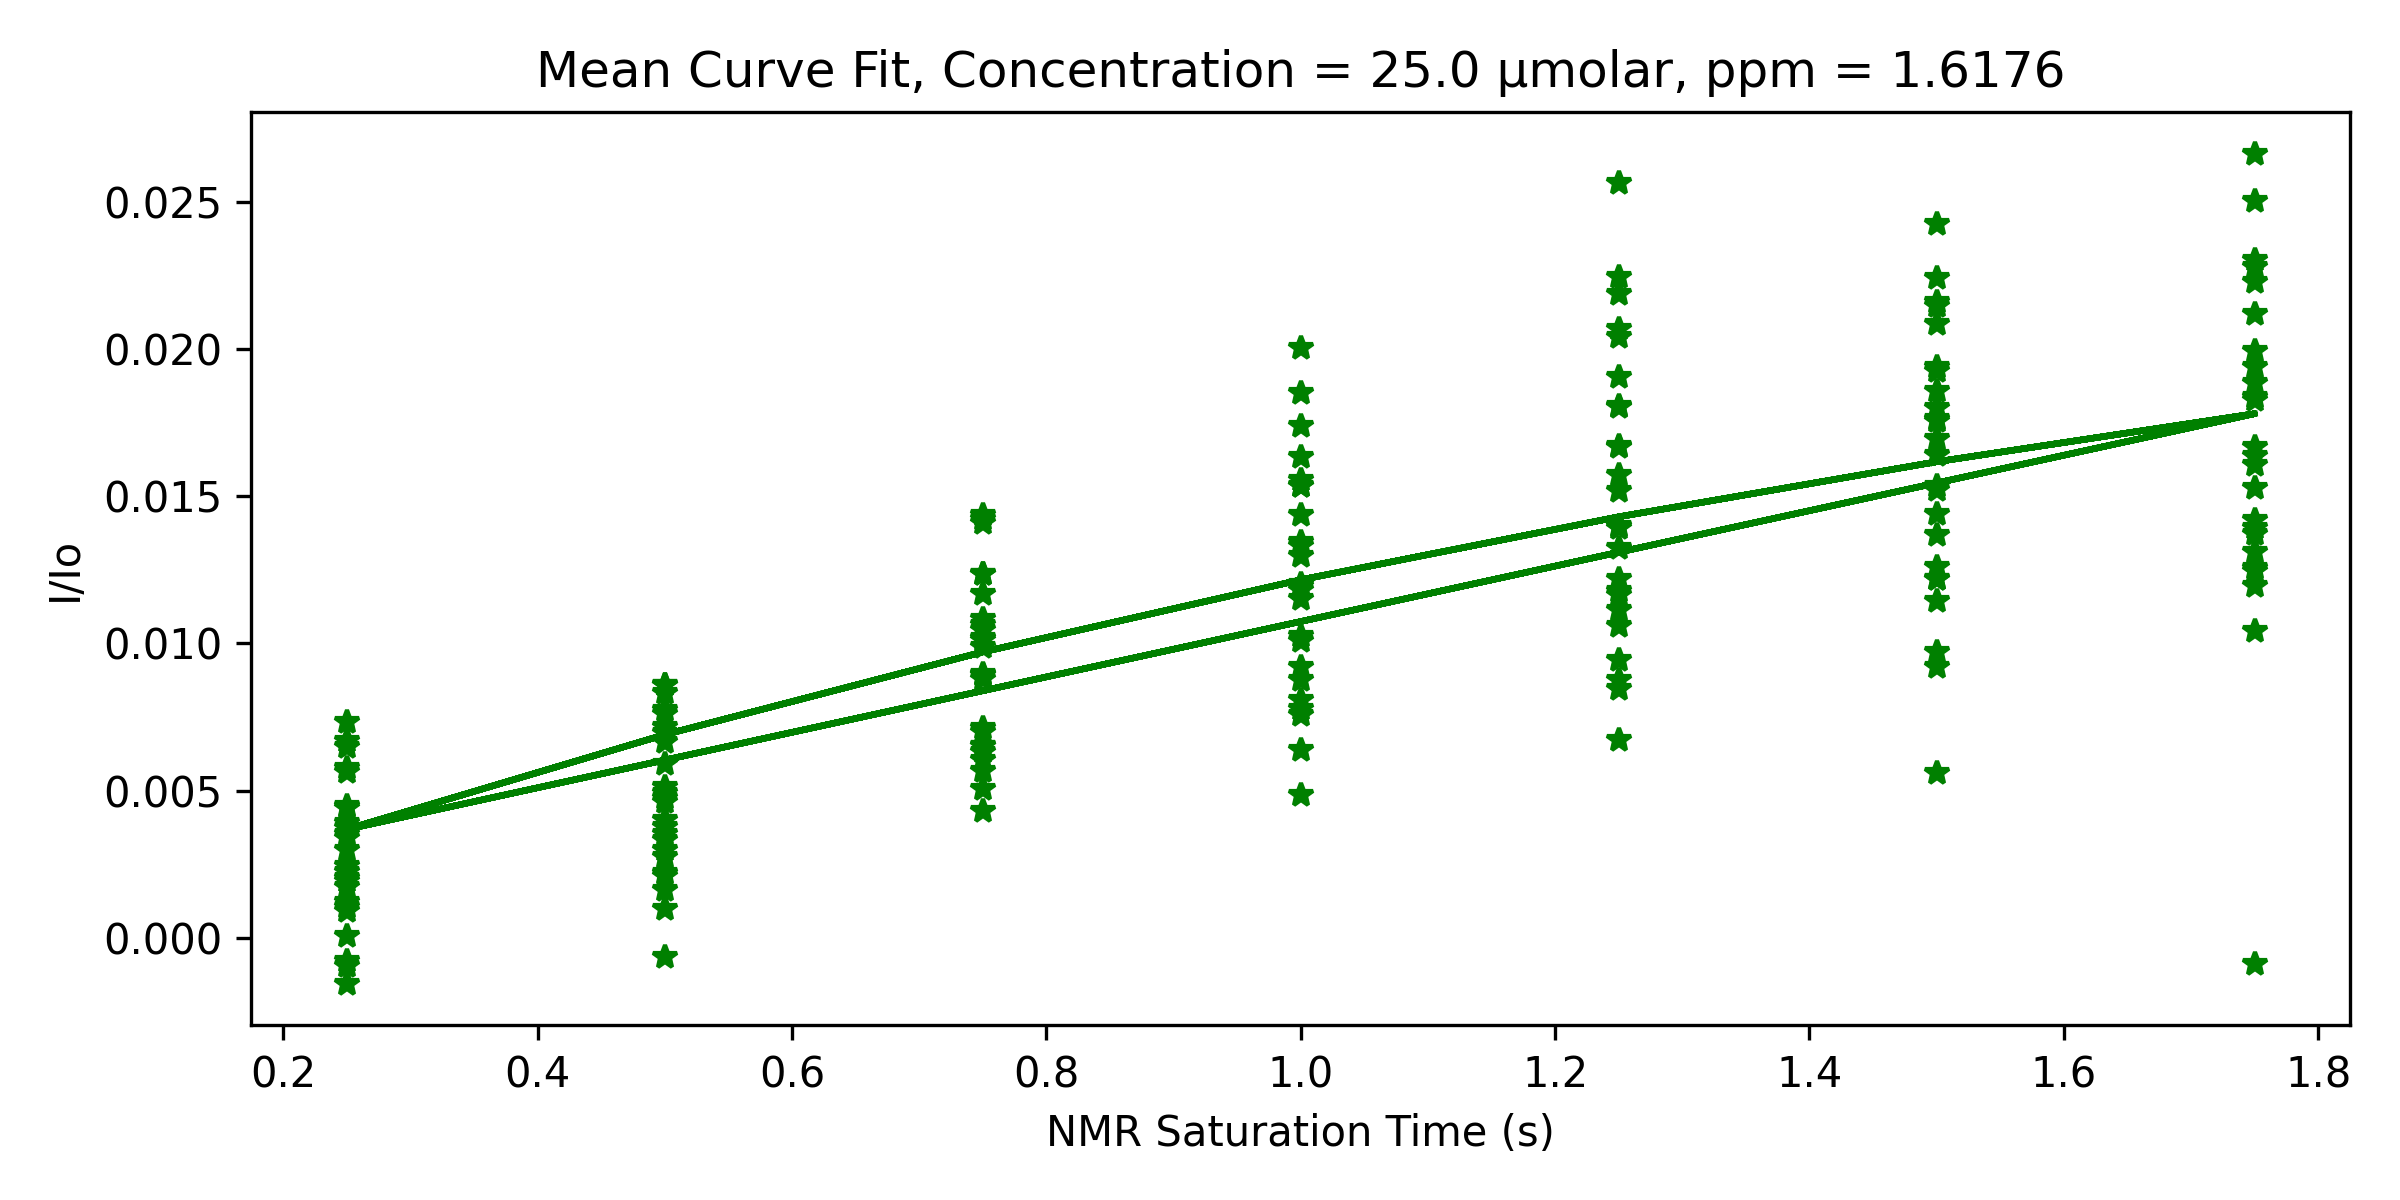 Mean Curve Fit, Concentration = 25.0 μmolar, ppm = 1.6176
I/Io
0.025
0.020
0.015
0.010
0.005
0.000
0.2 0.4 0.6 0.8 1.0 1.2 1.4 1.6 1.8
NMR Saturation Time (s)